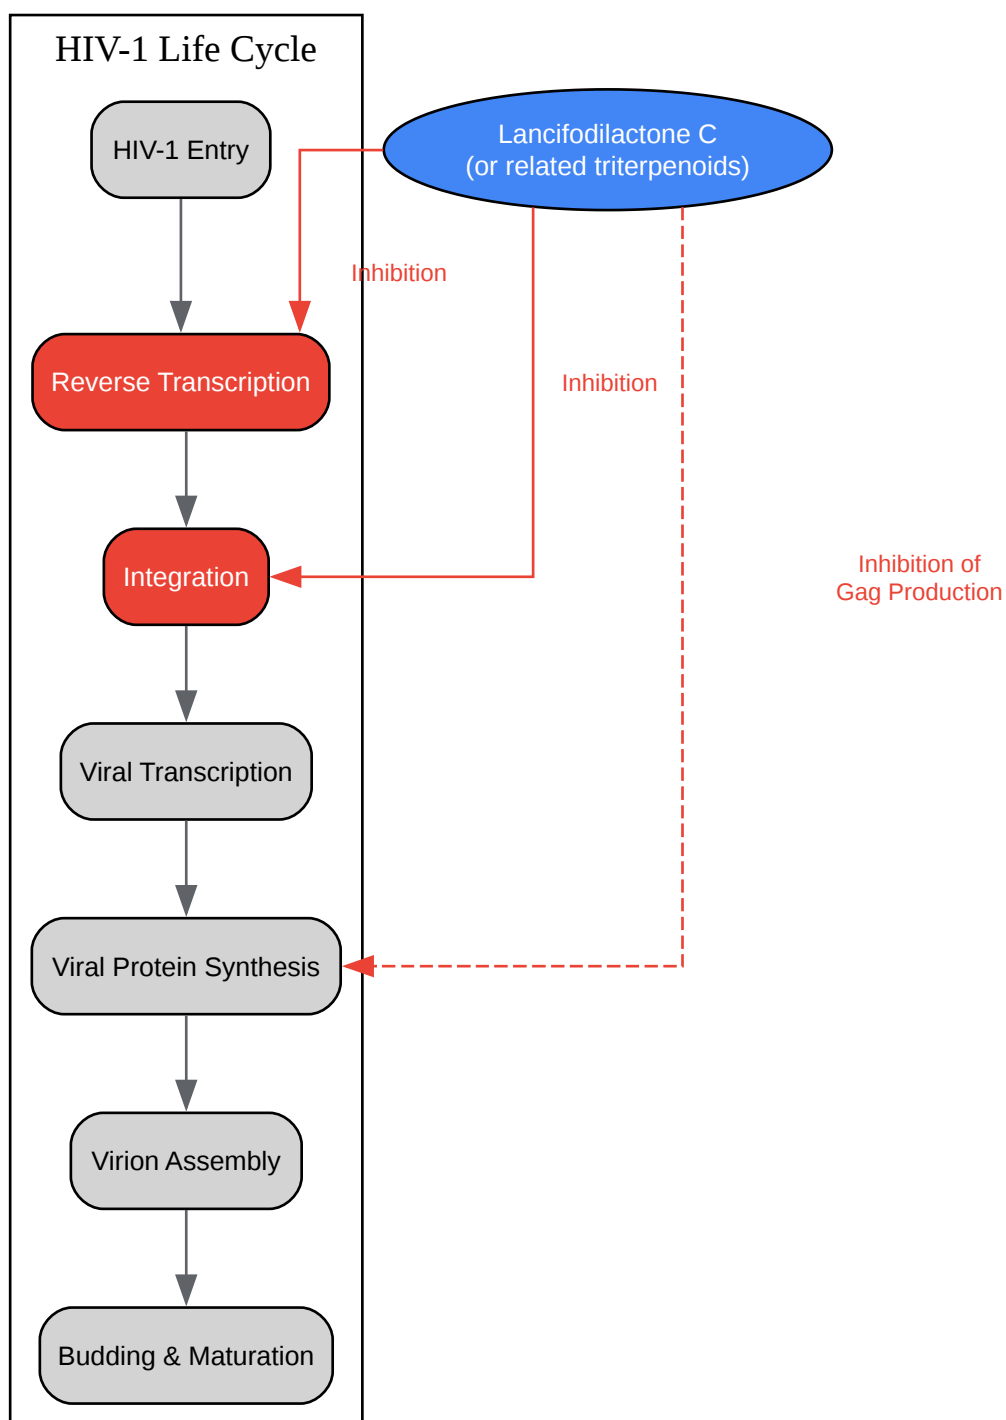 HIV-1 Life Cycle
HIV-1 Entry
Lancifodilactone C
(or related triterpenoids)
Inhibition
Reverse Transcription
Inhibition
Integration
Inhibition of
Gag Production
Viral Transcription
Viral Protein Synthesis
Virion Assembly
Budding & Maturation